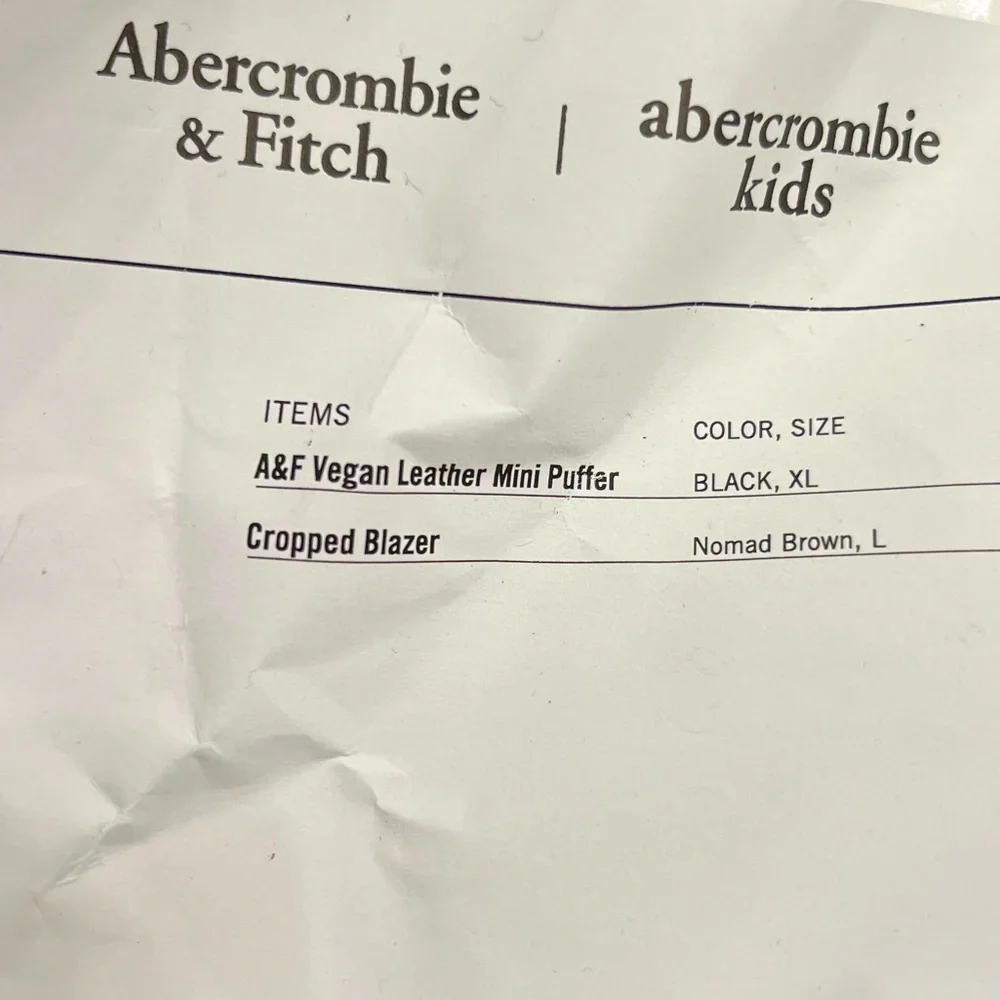 Abercrombie & Fitch | abercrombie kids
ITEMS COLOR, SIZE
A&F Vegan Leather Mini Puffer BLACK, XL
Cropped Blazer Nomad Brown, L